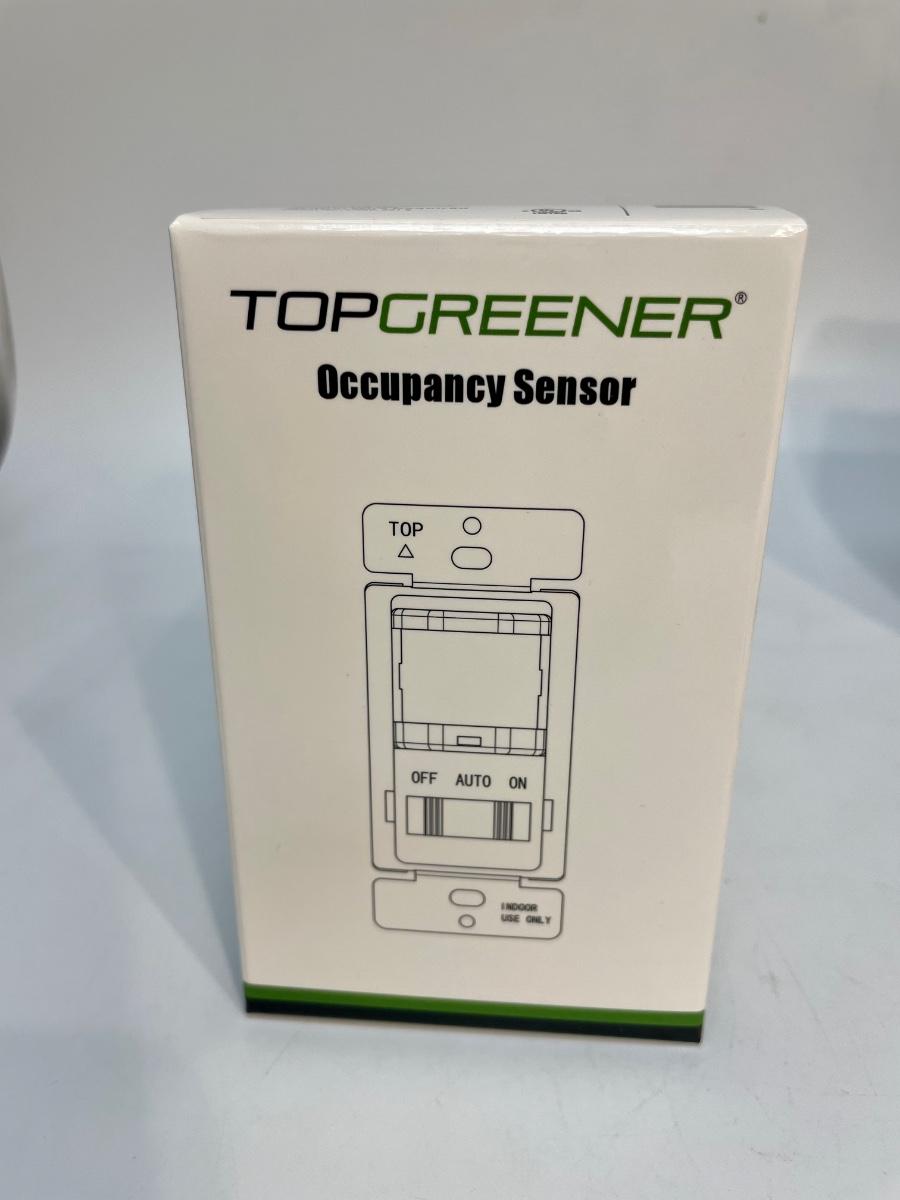 TOPGREENER®
Occupancy Sensor
TOP
OFF AUTO ON
INDOOR
USE ONLY